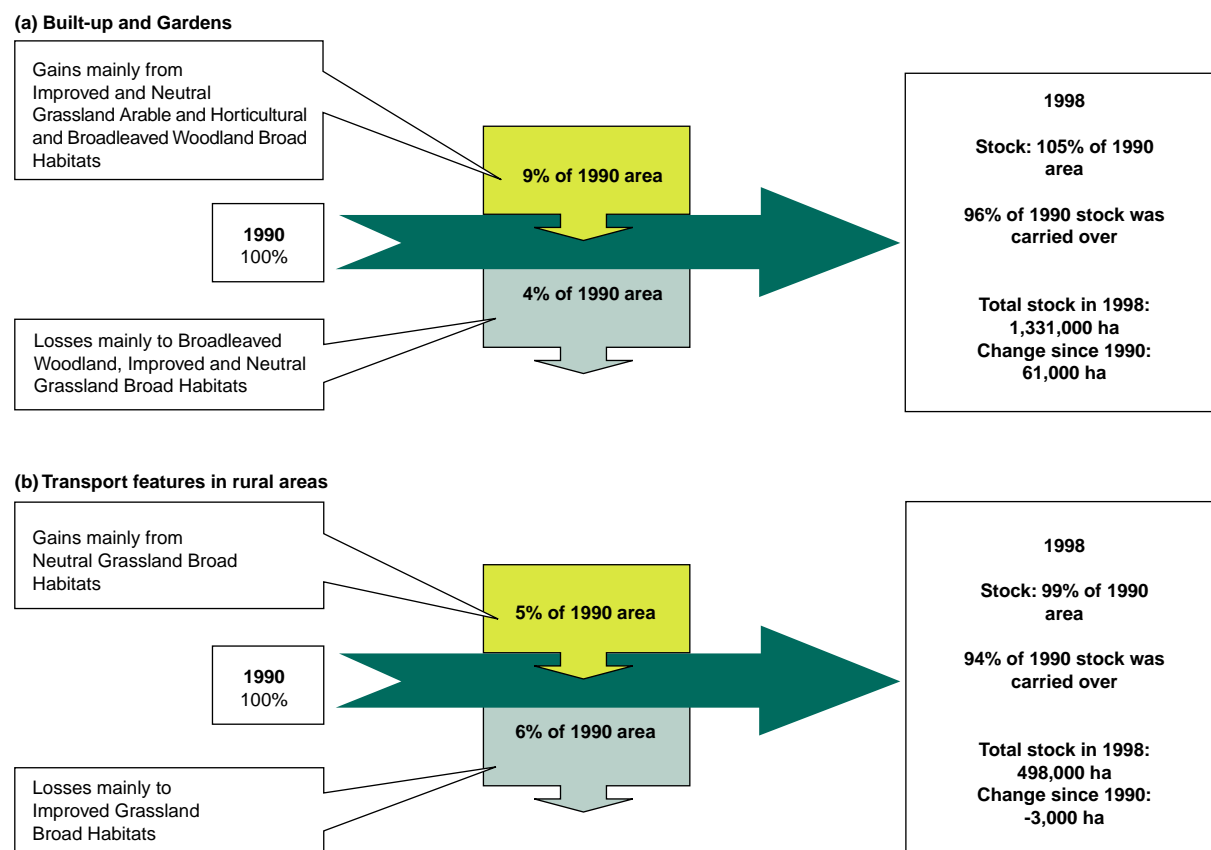 (a) Built-up and Gardens
Gains mainly from
Improved and Neutral
Grassland Arable and Horticultural
and Broadleaved Woodland Broad
Habitats
9% of 1990 area
1990
100%
4% of 1990 area
Losses mainly to Broadleaved
Woodland, Improved and Neutral
Grassland Broad Habitats
1998
Stock: 105% of 1990
area
96% of 1990 stock was
carried over
Total stock in 1998:
1,331,000 ha
Change since 1990:
61,000 ha
(b) Transport features in rural areas
Gains mainly from
Neutral Grassland Broad
Habitats
5% of 1990 area
1990
100%
6% of 1990 area
Losses mainly to
Improved Grassland
Broad Habitats
1998
Stock: 99% of 1990
area
94% of 1990 stock was
carried over
Total stock in 1998:
498,000 ha
Change since 1990:
-3,000 ha